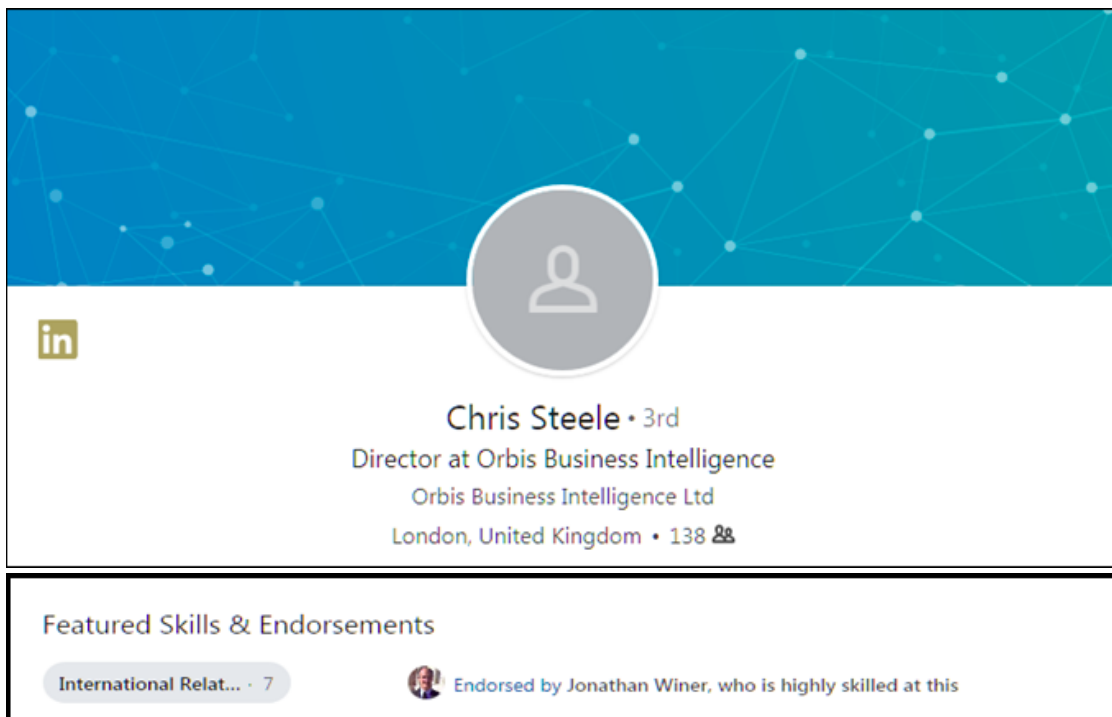 in
Chris Steele • 3rd
Director at Orbis Business Intelligence
Orbis Business Intelligence Ltd
London, United Kingdom • 138
Featured Skills & Endorsements
International Relat... · 7
Endorsed by Jonathan Winer, who is highly skilled at this